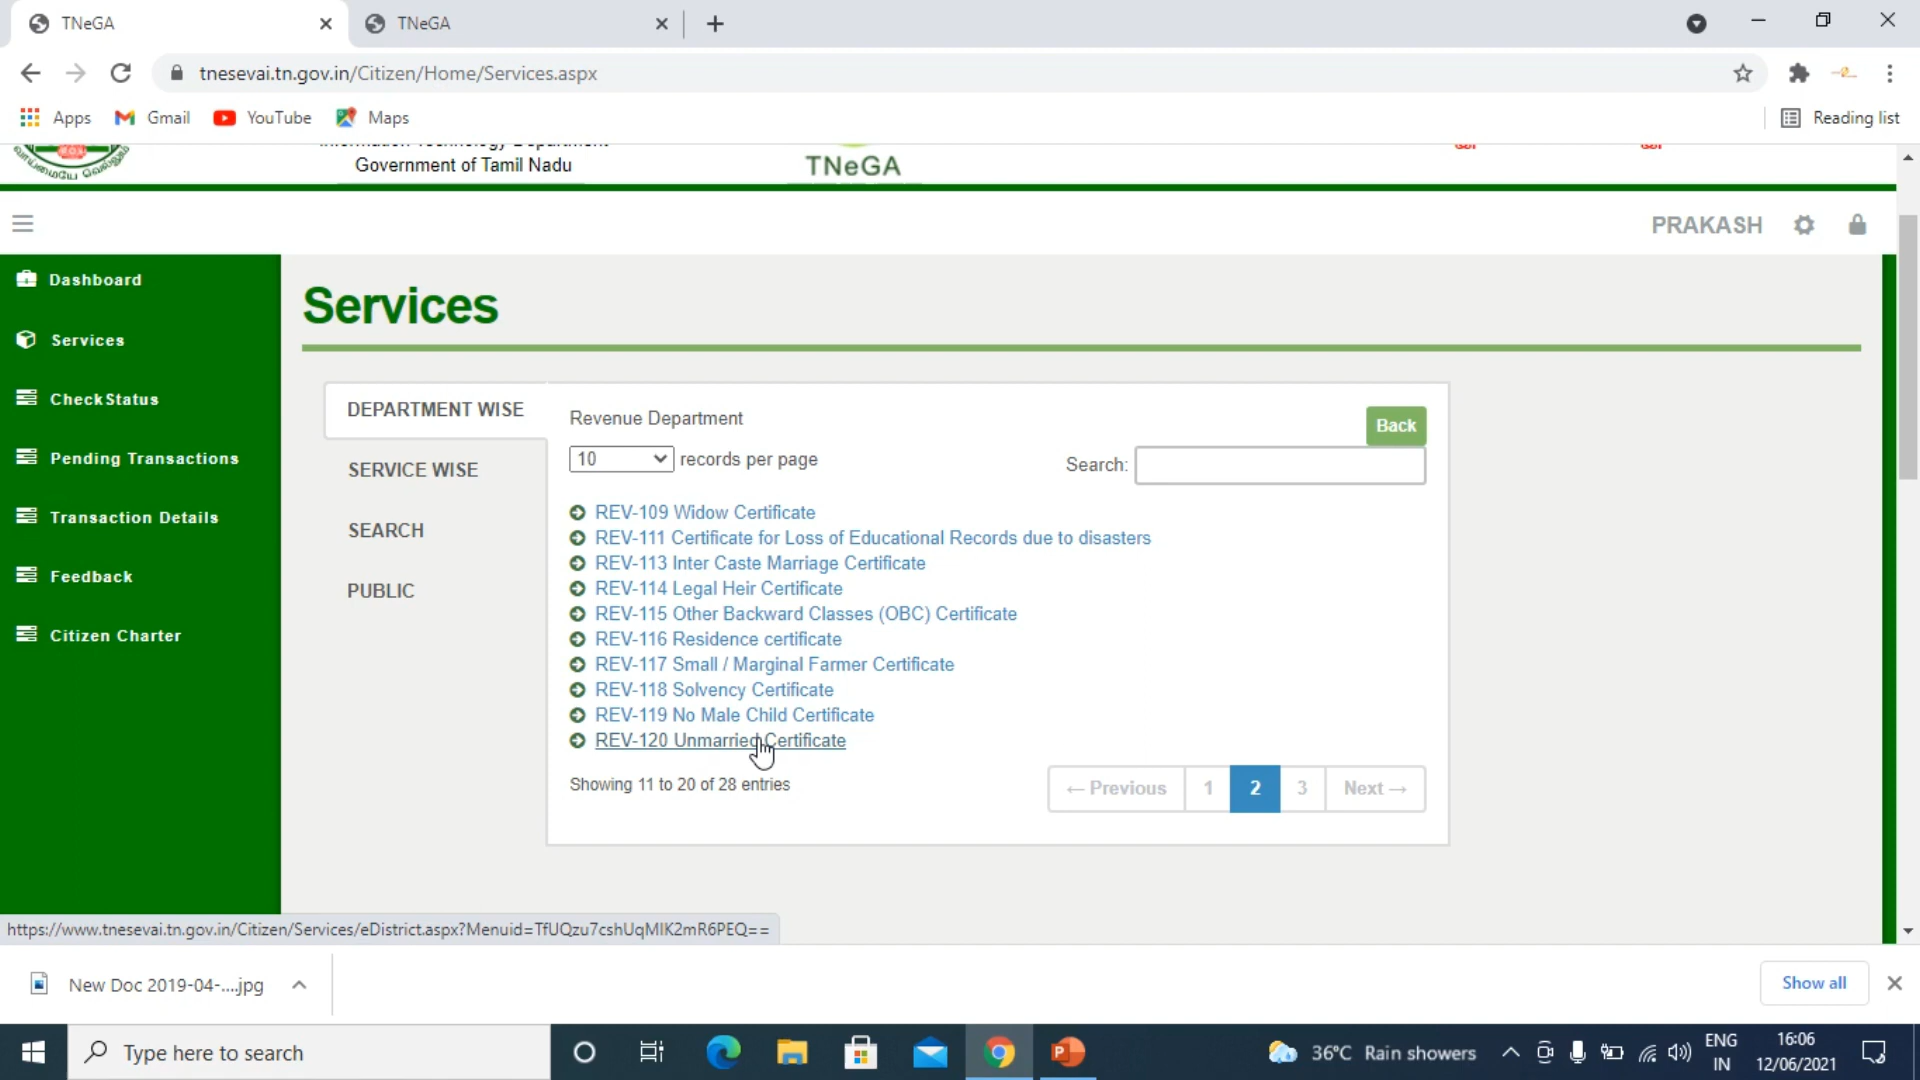 TNeGA
TNeGA
tnesevai.tn.gov.in/Citizen/Home/Services.aspx
Apps Gmail YouTube Maps Reading list
Government of Tamil Nadu
TNeGA
PRAKASH
Dashboard
Services
CheckStatus
Pending Transactions
Transaction Details
Feedback
Citizen Charter
Services
DEPARTMENT WISE
SERVICE WISE
SEARCH
PUBLIC
Revenue Department
Back
10 records per page
Search:
REV-109 Widow Certificate
REV-111 Certificate for Loss of Educational Records due to disasters
REV-113 Inter Caste Marriage Certificate
REV-114 Legal Heir Certificate
REV-115 Other Backward Classes (OBC) Certificate
REV-116 Residence certificate
REV-117 Small / Marginal Farmer Certificate
REV-118 Solvency Certificate
REV-119 No Male Child Certificate
REV-120 Unmarried Certificate
Showing 11 to 20 of 28 entries
← Previous 1 2 3 Next →
https://www.tnesevai.tn.gov.in/Citizen/Services/eDistrict.aspx?Menuid=TfUQzu7cshUqMIK2mR6PEQ==
New Doc 2019-04-....jpg
Show all
Type here to search
36°C Rain showers
ENG
IN
16:06
12/06/2021